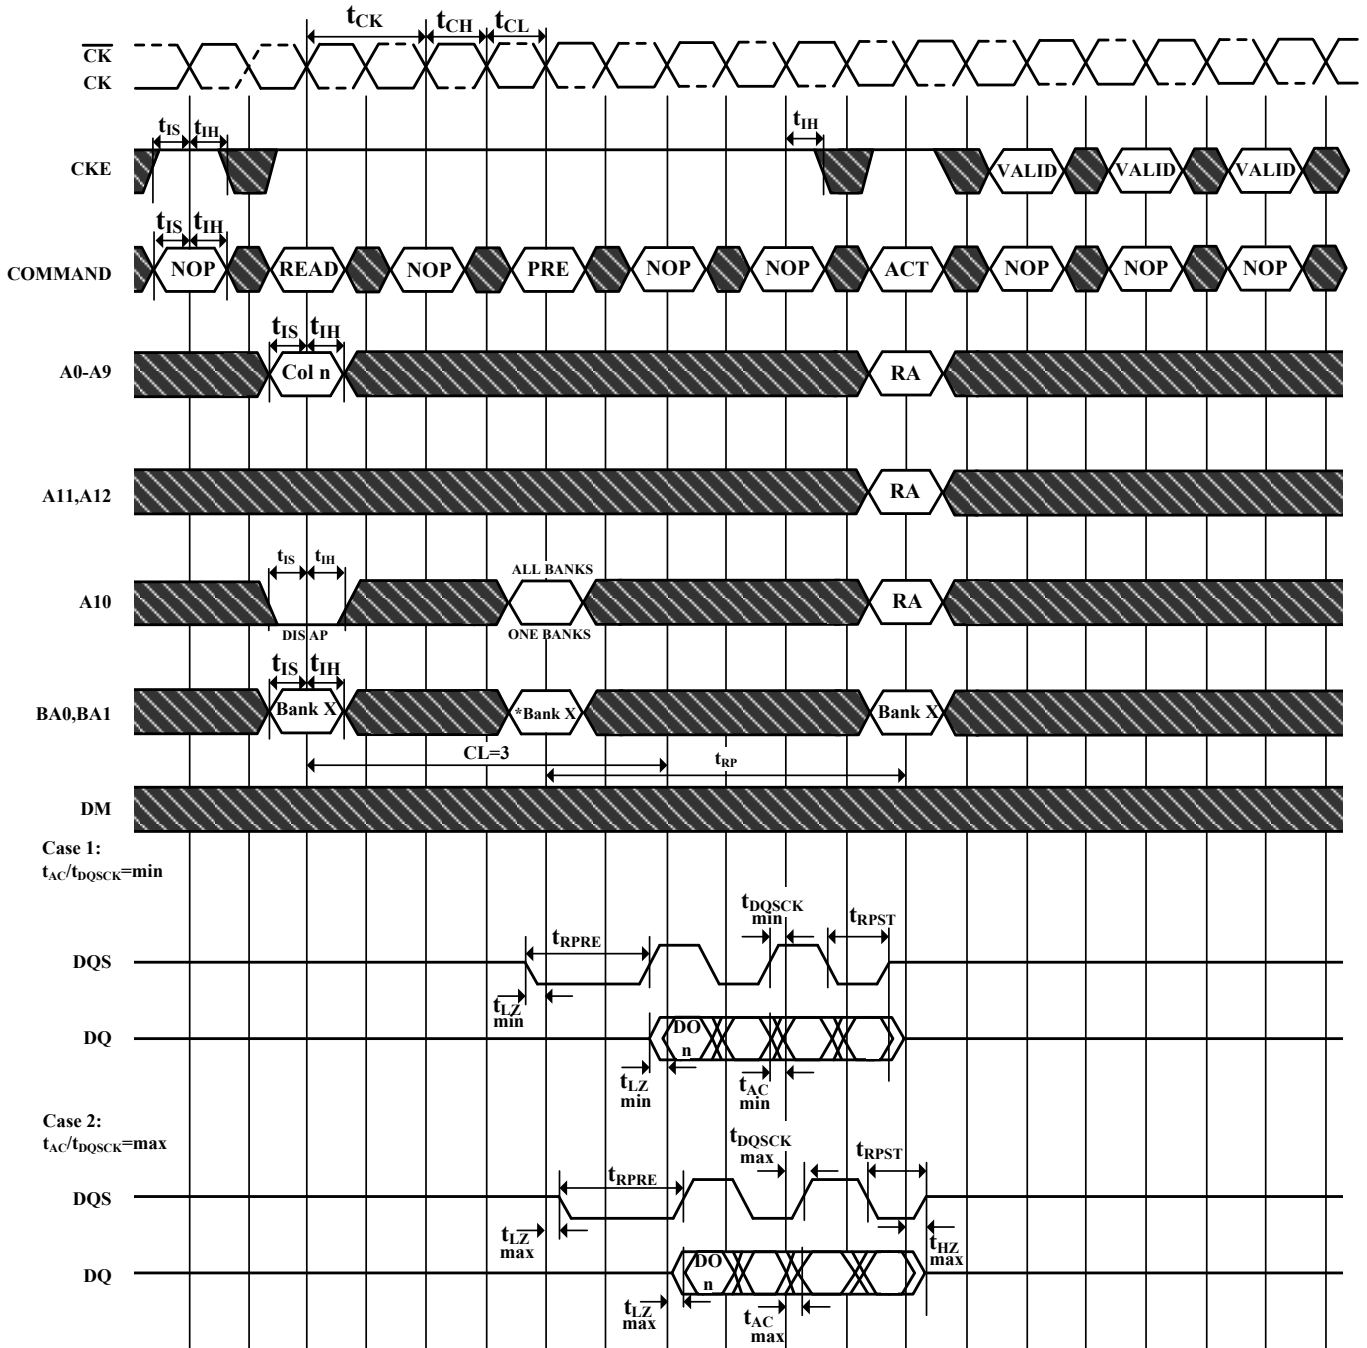 tCK tCH tCL
CK
CK
tIS tIH tIH
CKE VALID VALID VALID
tIS tIH
COMMAND NOP READ NOP PRE NOP NOP ACT NOP NOP NOP
tIS tIH
A0-A9 Col n RA
A11,A12 RA
tIS tIH ALL BANKS
A10 RA
DIS AP ONE BANKS
tIS tIH
BA0,BA1 Bank X *Bank X Bank X
CL=3 tRP
DM
Case 1:
tAC/tDQSCK=min
tDQSCK
min
tRPST
tRPRE
DQS
tLZ
min
DQ DO
n
tLZ
min
tAC
min
Case 2:
tAC/tDQSCK=max
tDQSCK
max
tRPST
tRPRE
DQS
tLZ
max
tHZ
max
DQ DO
n
tLZ
max
tAC
max